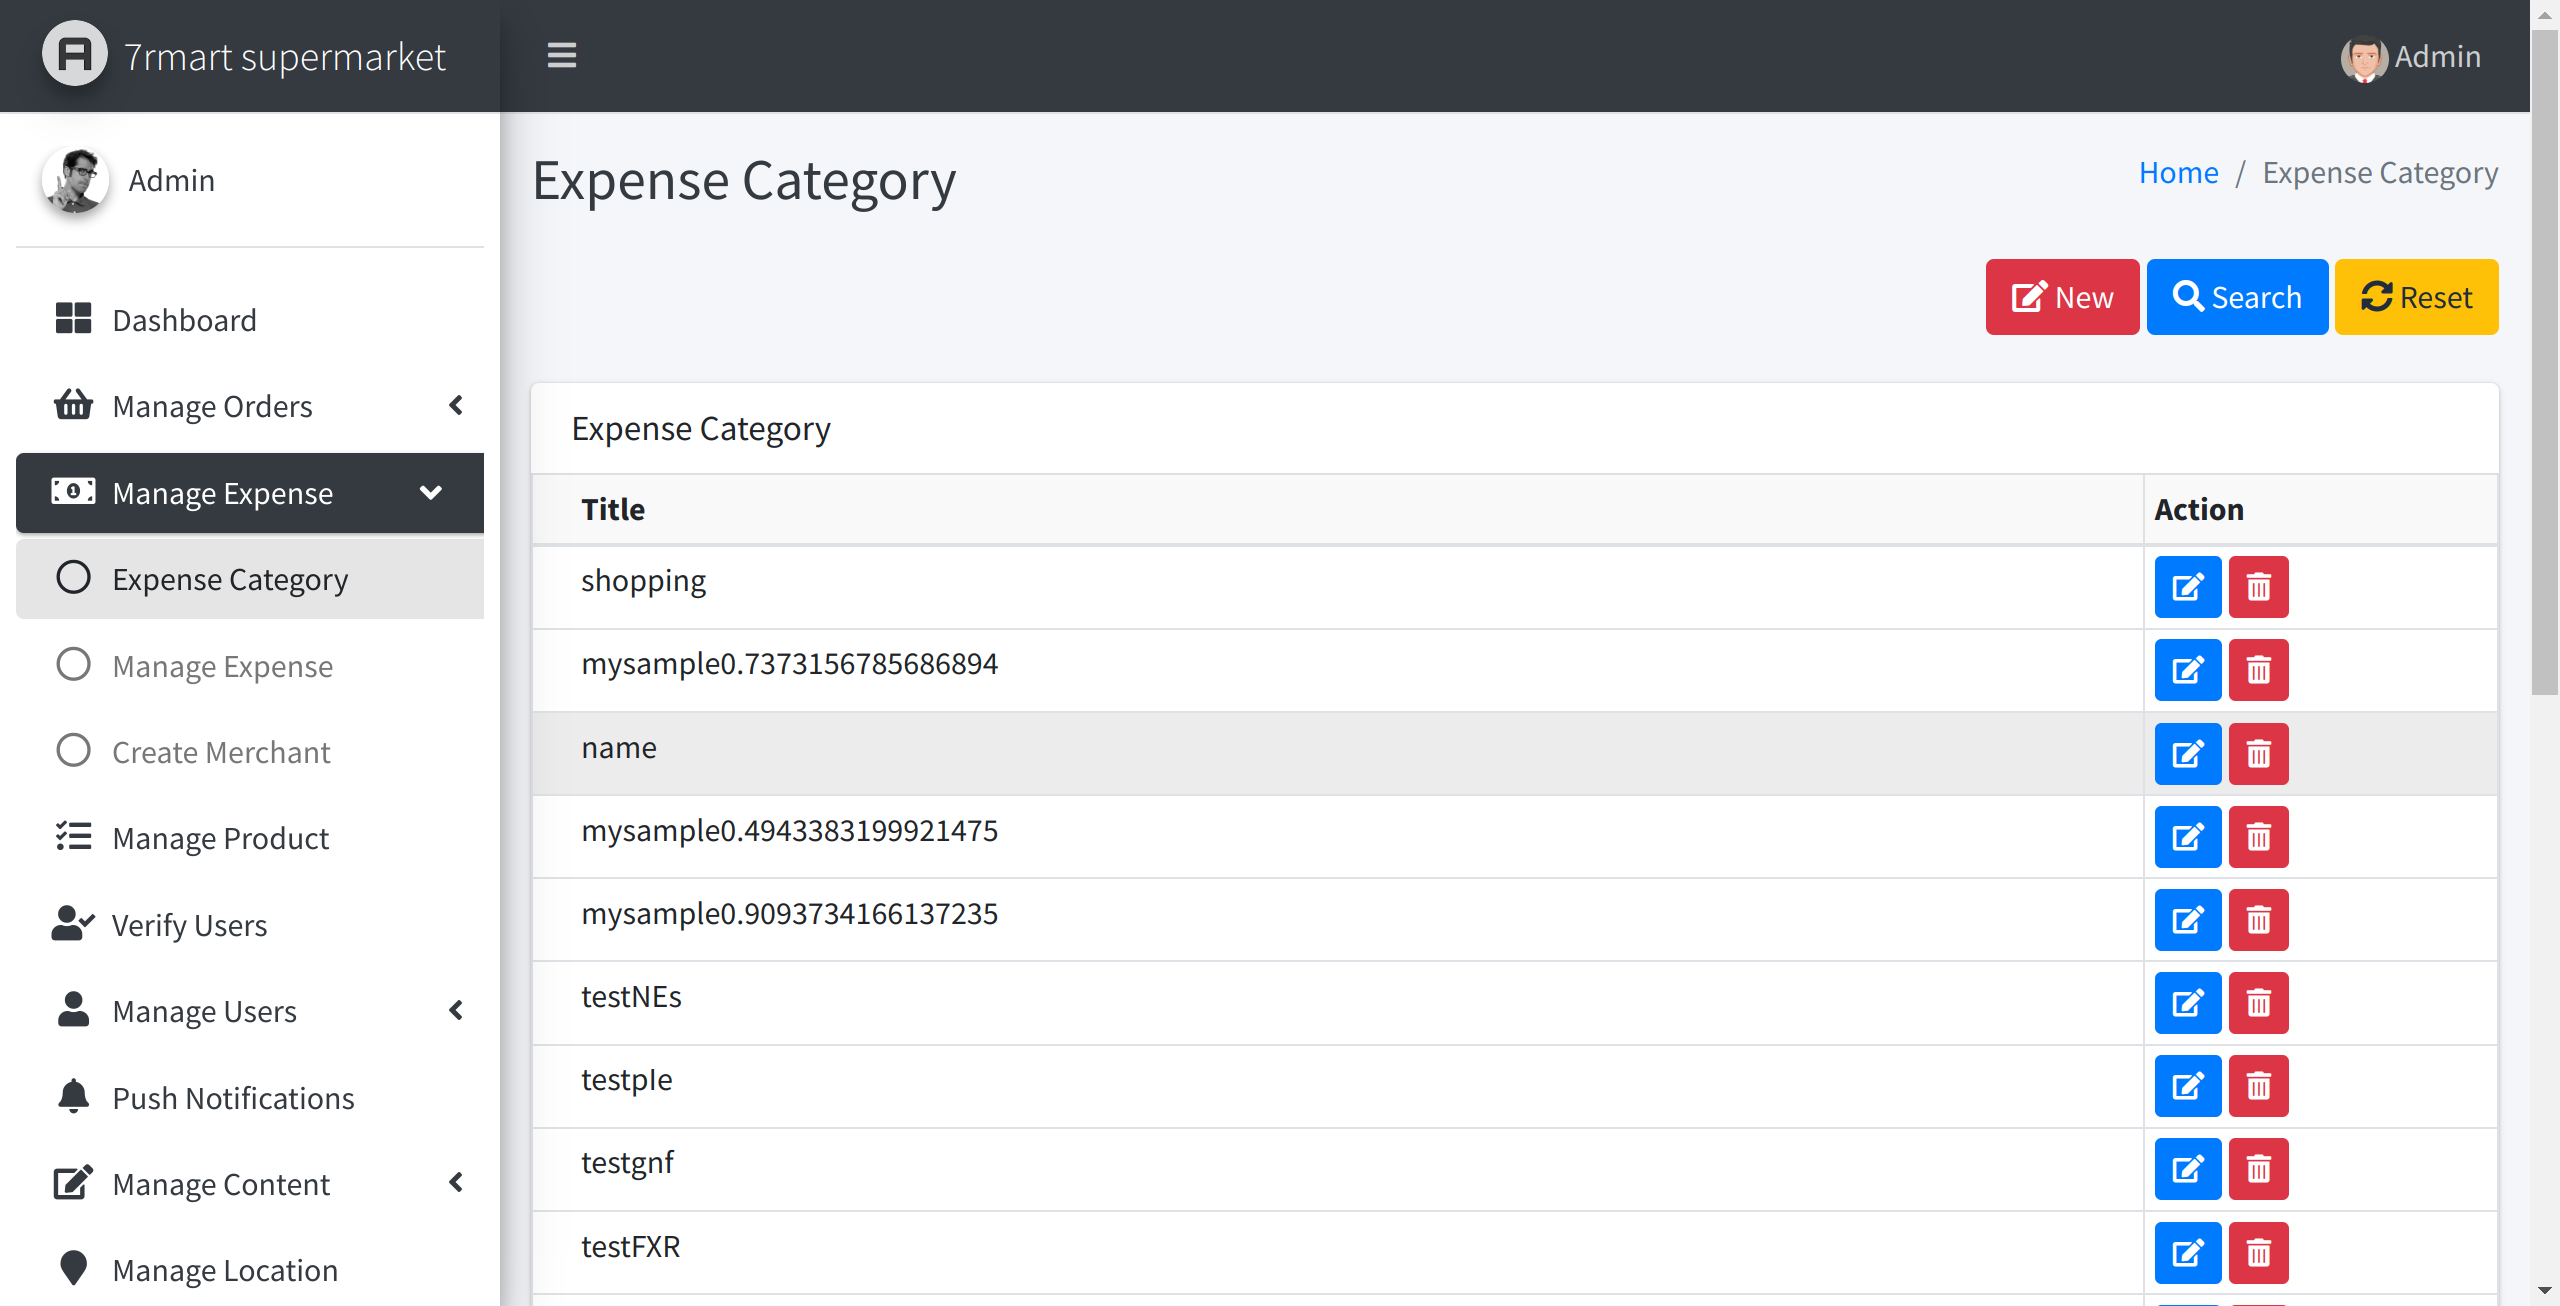 7rmart supermarket
Admin
Admin
Expense Category
Home / Expense Category
New
Search
Reset
Dashboard
Manage Orders
Manage Expense
Expense Category
Manage Expense
Create Merchant
Manage Product
Verify Users
Manage Users
Push Notifications
Manage Content
Manage Location
Expense Category
Title Action
shopping
mysample0.7373156785686894
name
mysample0.4943383199921475
mysample0.9093734166137235
testNEs
testple
testgnf
testFXR